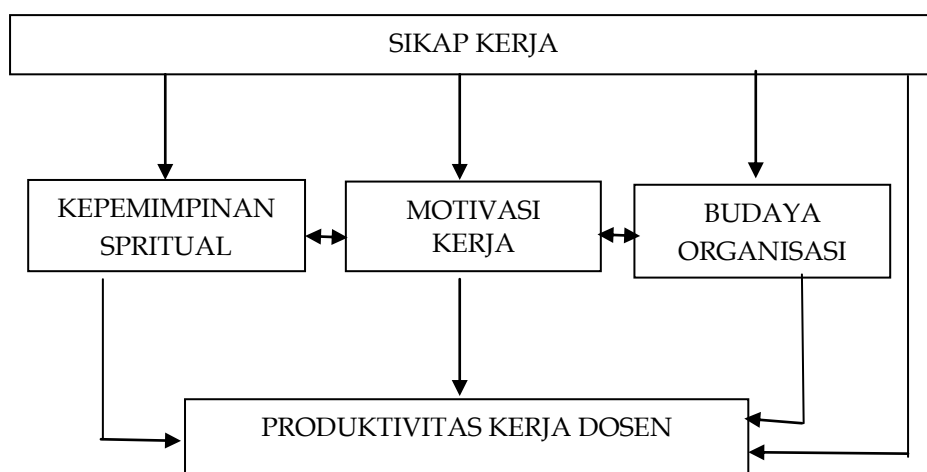 SIKAP KERJA
KEPEMIMPINAN
SPRITUAL
MOTIVASI
KERJA
BUDAYA
ORGANISASI
PRODUKTIVITAS KERJA DOSEN